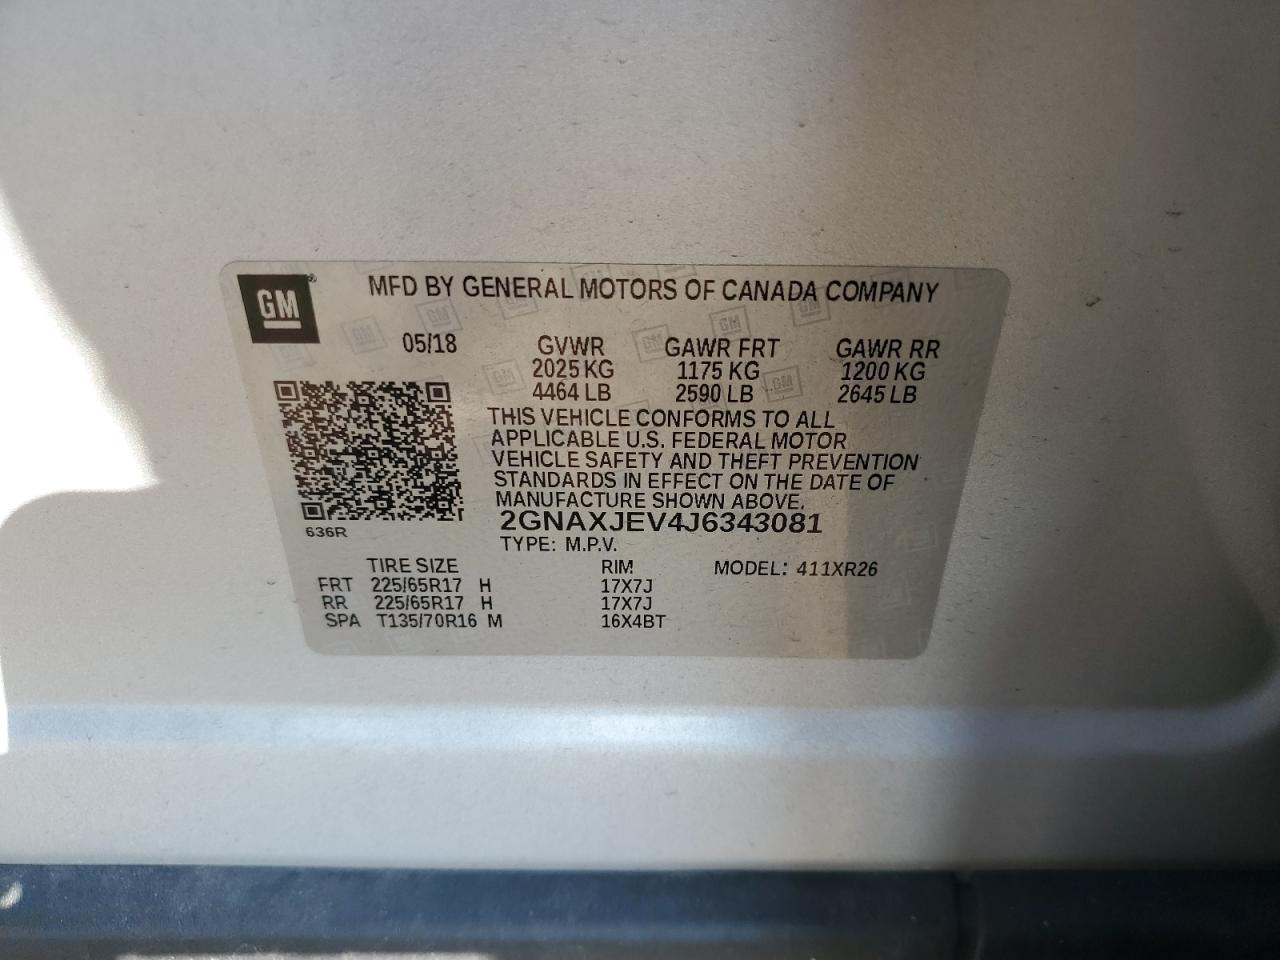 GM
MFD BY GENERAL MOTORS OF CANADA COMPANY
05/18 GVWR GAWR FRT GAWR RR
2025 KG 1175 KG 1200 KG
4464 LB 2590 LB 2645 LB
THIS VEHICLE CONFORMS TO ALL
APPLICABLE U.S. FEDERAL MOTOR
VEHICLE SAFETY AND THEFT PREVENTION
STANDARDS IN EFFECT ON THE DATE OF
MANUFACTURE SHOWN ABOVE.
2GNAXJEV4J6343081
636R
TYPE: M.P.V.
TIRE SIZE RIM MODEL: 411XR26
FRT 225/65R17 H 17X7J
RR 225/65R17 H 17X7J
SPA T135/70R16 M 16X4BT